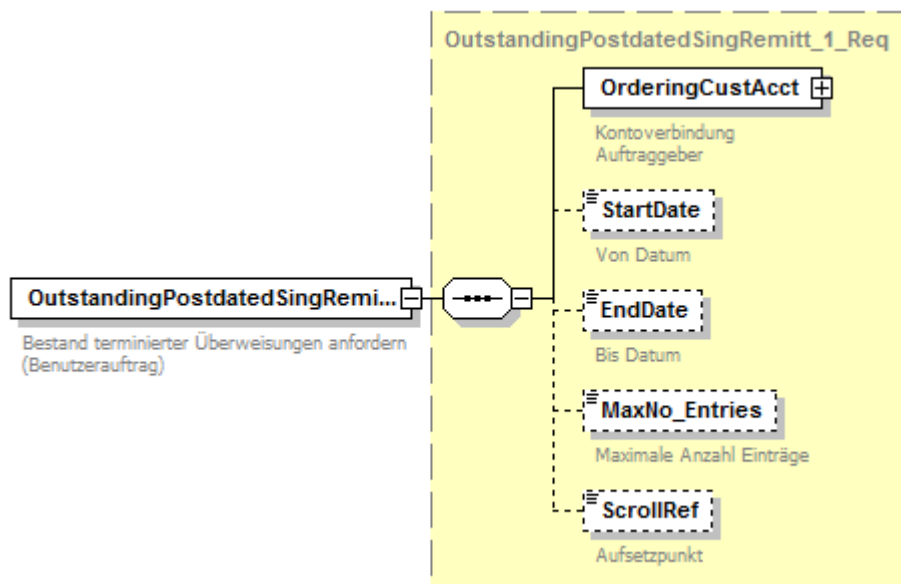 OutstandingPostdatedSingRemitt_1_Req
OrderingCustAcct
Kontoverbindung
Auftraggeber
StartDate
Von Datum
OutstandingPostdatedSingRemi...
Bestand terminierter Überweisungen anfordern
(Benutzerauftrag)
EndDate
Bis Datum
MaxNo_Entries
Maximale Anzahl Einträge
ScrollRef
Aufsetzpunkt